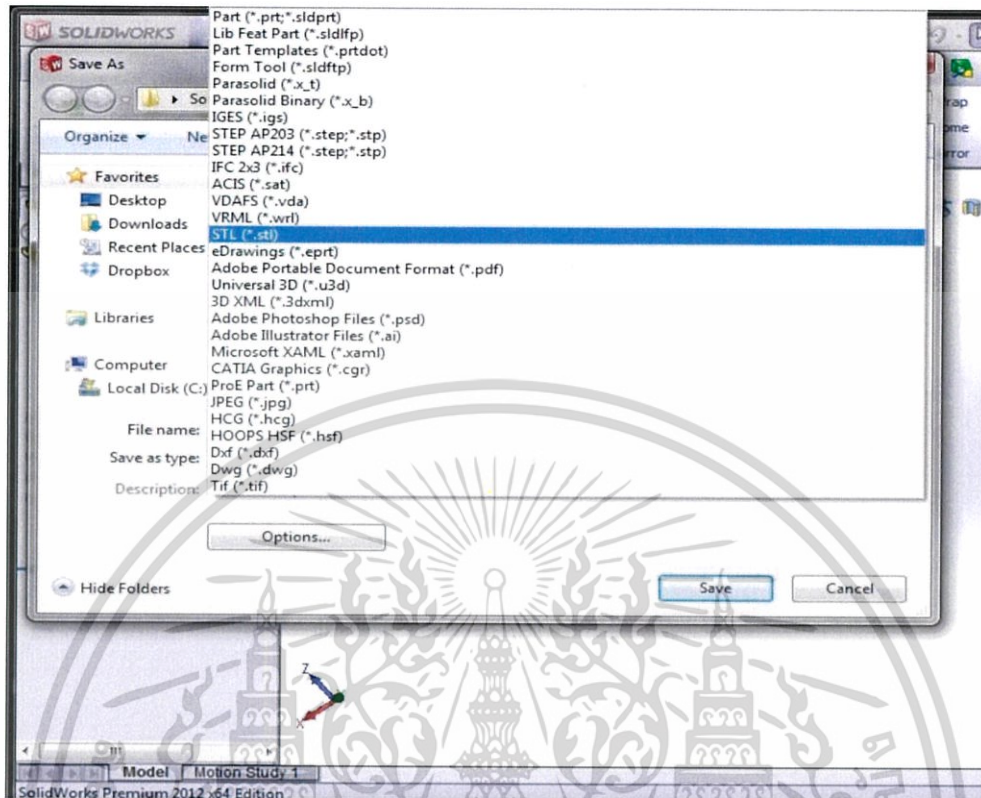 SOLIDWORKS
Save As
So
Organize
Ne
Favorites
Desktop
Downloads
Recent Places
Dropbox
Libraries
Computer
Local Disk (C:)
File name:
Save as type:
Description:
Part (*.prt;*.sldprt)
Lib Feat Part (*.sldlfp)
Part Templates (*.prtdot)
Form Tool (*.sldftp)
Parasolid (*.x_t)
Parasolid Binary (*.x_b)
IGES (*.igs)
STEP AP203 (*.step;*.stp)
STEP AP214 (*.step;*.stp)
IFC 2x3 (*.ifc)
ACIS (*.sat)
VDAFS (*.vda)
VRML (*.wrl)
STL (*.stl)
eDrawings (*.eprt)
Adobe Portable Document Format (*.pdf)
Universal 3D (*.u3d)
3D XML (*.3dxml)
Adobe Photoshop Files (*.psd)
Adobe Illustrator Files (*.ai)
Microsoft XAML (*.xaml)
CATIA Graphics (*.cgr)
ProE Part (*.prt)
JPEG (*.jpg)
HCG (*.hcg)
HOOPS HSF (*.hsf)
Dxf (*.dxf)
Dwg (*.dwg)
Tif (*.tif)
rap
ome
rror
Options...
Hide Folders
Save
Cancel
Z
X
Model
Motion Study 1
SolidWorks Premium 2012 x64 Edition